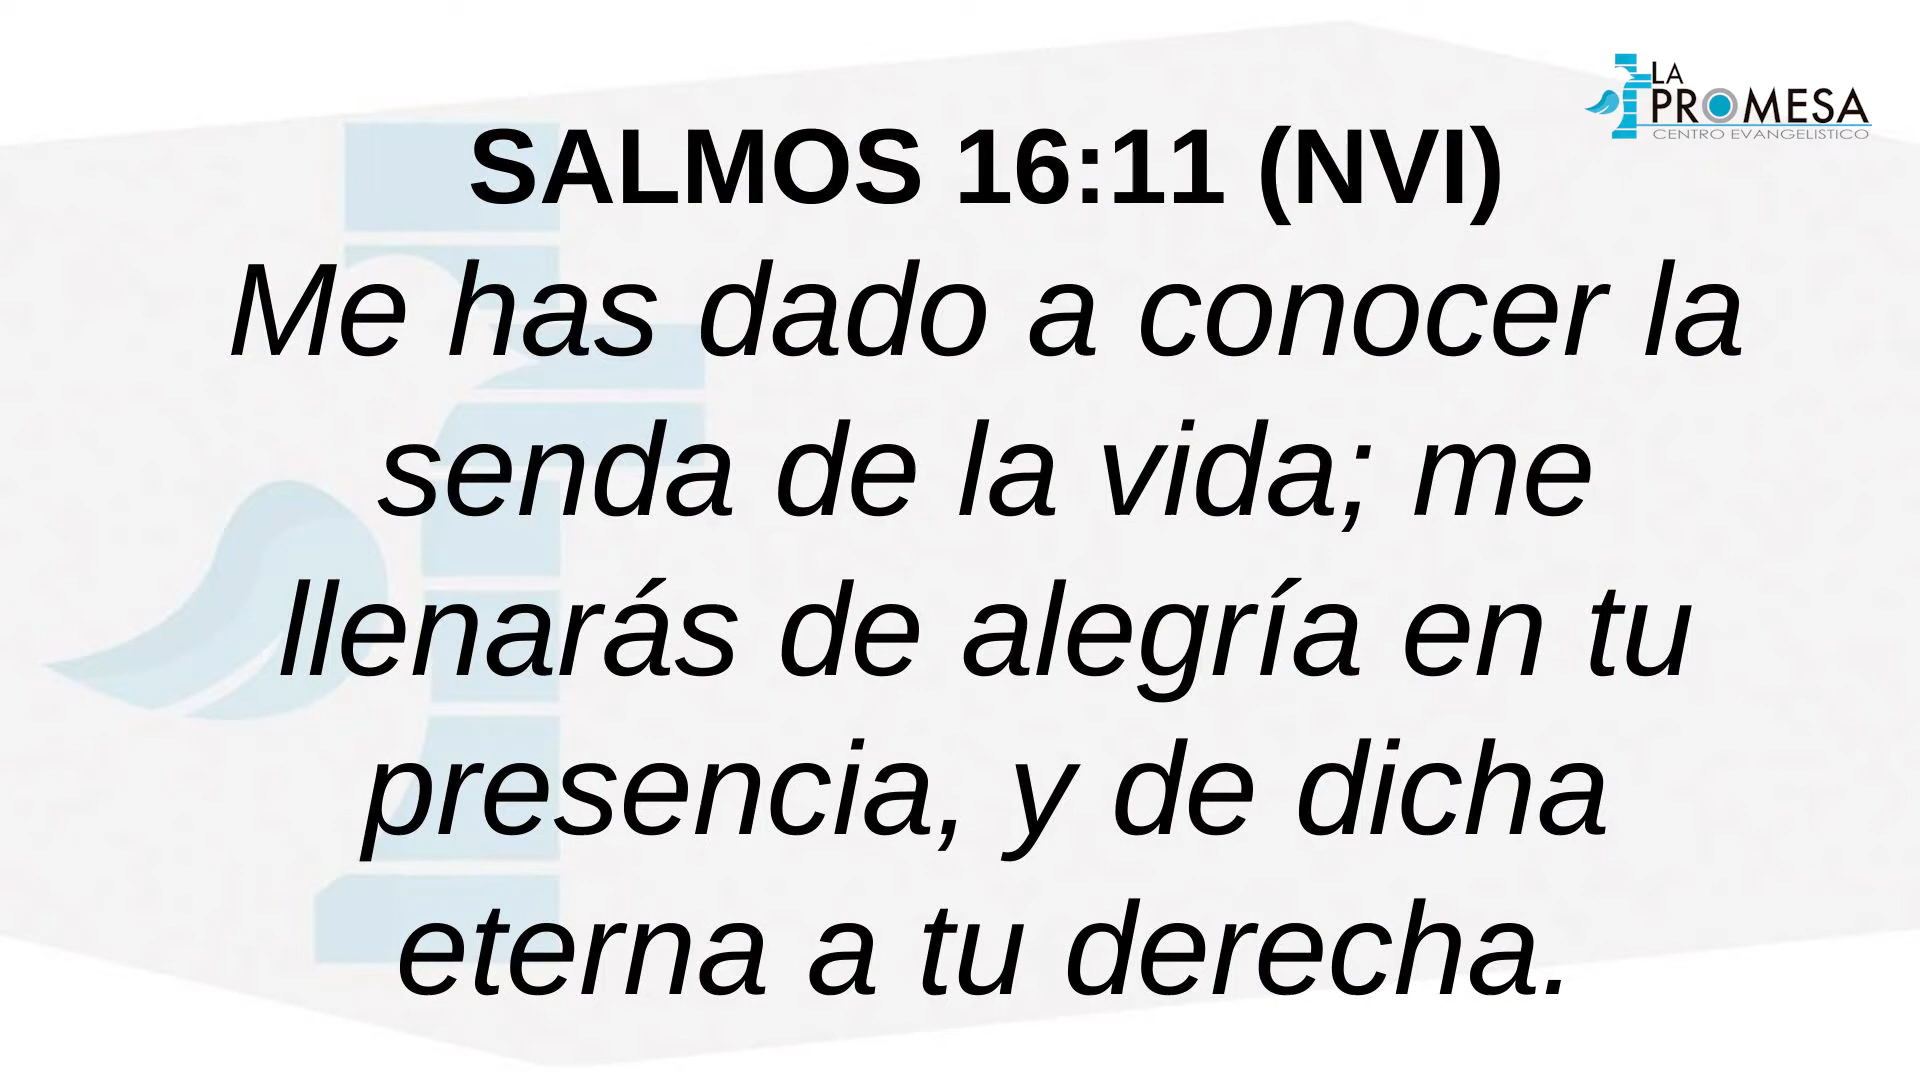 LA
PROMESA
CENTRO EVANGELÍSTICO
SALMOS 16:11 (NVI)
Me has dado a conocer la
senda de la vida; me
llenarás de alegría en tu
presencia, y de dicha
eterna a tu derecha.